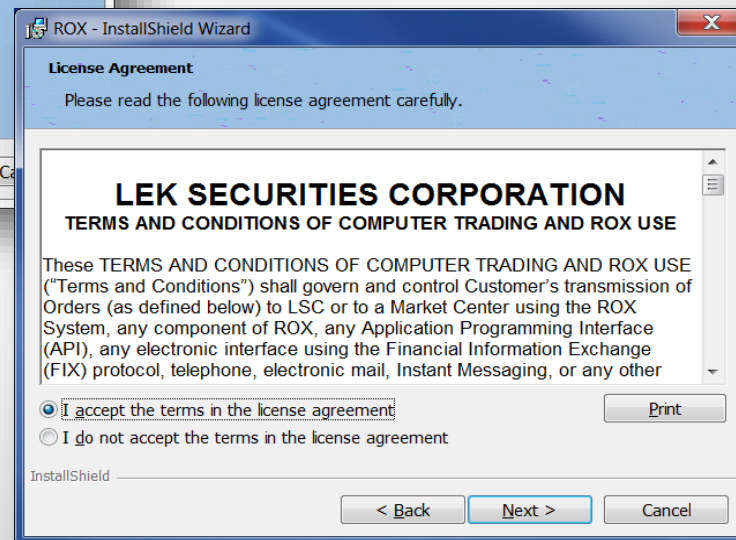 ROX - InstallShield Wizard
License Agreement
Please read the following license agreement carefully.
LEK SECURITIES CORPORATION
TERMS AND CONDITIONS OF COMPUTER TRADING AND ROX USE
These TERMS AND CONDITIONS OF COMPUTER TRADING AND ROX USE
(“Terms and Conditions”) shall govern and control Customer’s transmission of
Orders (as defined below) to LSC or to a Market Center using the ROX
System, any component of ROX, any Application Programming Interface
(API), any electronic interface using the Financial Information Exchange
(FIX) protocol, telephone, electronic mail, Instant Messaging, or any other
I accept the terms in the license agreement
Print
I do not accept the terms in the license agreement
InstallShield
< Back Next > Cancel